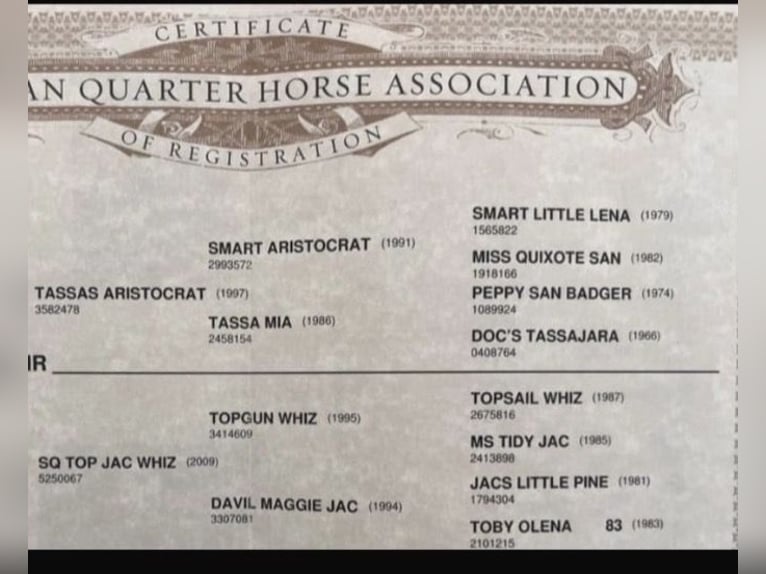 CERTIFICATE
AN QUARTER HORSE ASSOCIATION
OF REGISTRATION
SMART LITTLE LENA (1979)
1565822
SMART ARISTOCRAT (1991)
2993572
MISS QUIXOTE SAN (1982)
1918166
TASSAS ARISTOCRAT (1997)
3582478
PEPPY SAN BADGER (1974)
1089924
TASSA MIA (1986)
2458154
DOC'S TASSAJARA (1966)
0408764
IR
TOPSAIL WHIZ (1987)
2675816
TOPGUN WHIZ (1995)
3414609
MS TIDY JAC (1985)
2413898
SQ TOP JAC WHIZ (2009)
5250067
JACS LITTLE PINE (1981)
1794304
DAVIL MAGGIE JAC (1994)
3307081
TOBY OLENA 83 (1983)
2101215